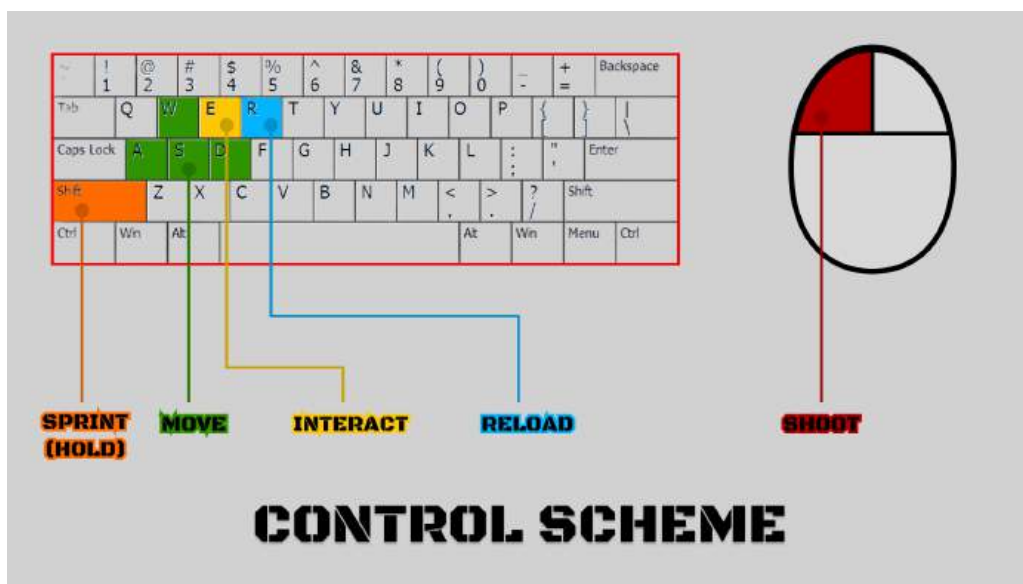 ~ ! @ # $ % ^ & * ( ) _ + Backspace
` 1 2 3 4 5 6 7 8 9 0 - =
Tab Q W E R T Y U I O P { } |
[ ] \
Caps Lock A S D F G H J K L : " Enter
; '
Shift Z X C V B N M < > ? Shift
, . /
Ctrl Win Alt Alt Win Menu Ctrl
SPRINT MOVE INTERACT RELOAD SHOOT
(HOLD)
CONTROL SCHEME